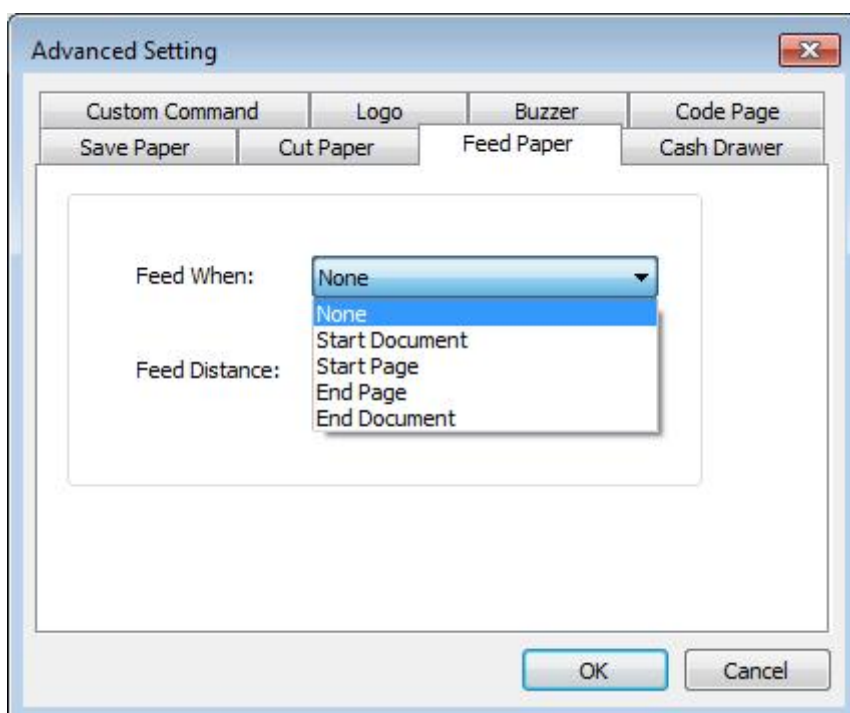 Advanced Setting
Custom Command Logo Buzzer Code Page
Save Paper Cut Paper Feed Paper Cash Drawer
Feed When: None
None
Start Document
Start Page
Feed Distance:
End Page
End Document
OK Cancel